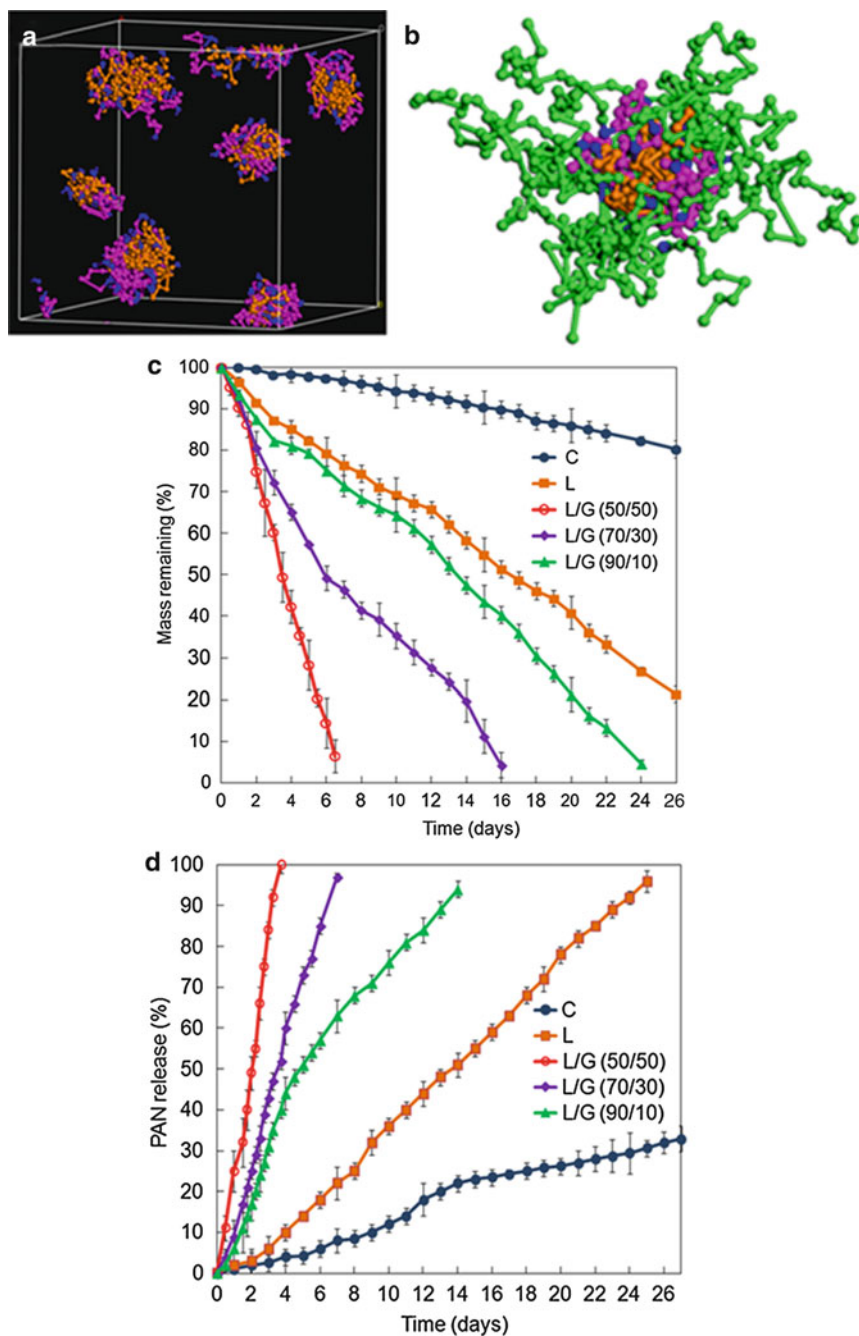 a
b
c
100
90
80
70
60
50
40
30
20
10
0
Mass remaining (%)
C
L
L/G (50/50)
L/G (70/30)
L/G (90/10)
0 2 4 6 8 10 12 14 16 18 20 22 24 26
Time (days)
d
100
90
80
70
60
50
40
30
20
10
0
PAN release (%)
C
L
L/G (50/50)
L/G (70/30)
L/G (90/10)
0 2 4 6 8 10 12 14 16 18 20 22 24 26
Time (days)